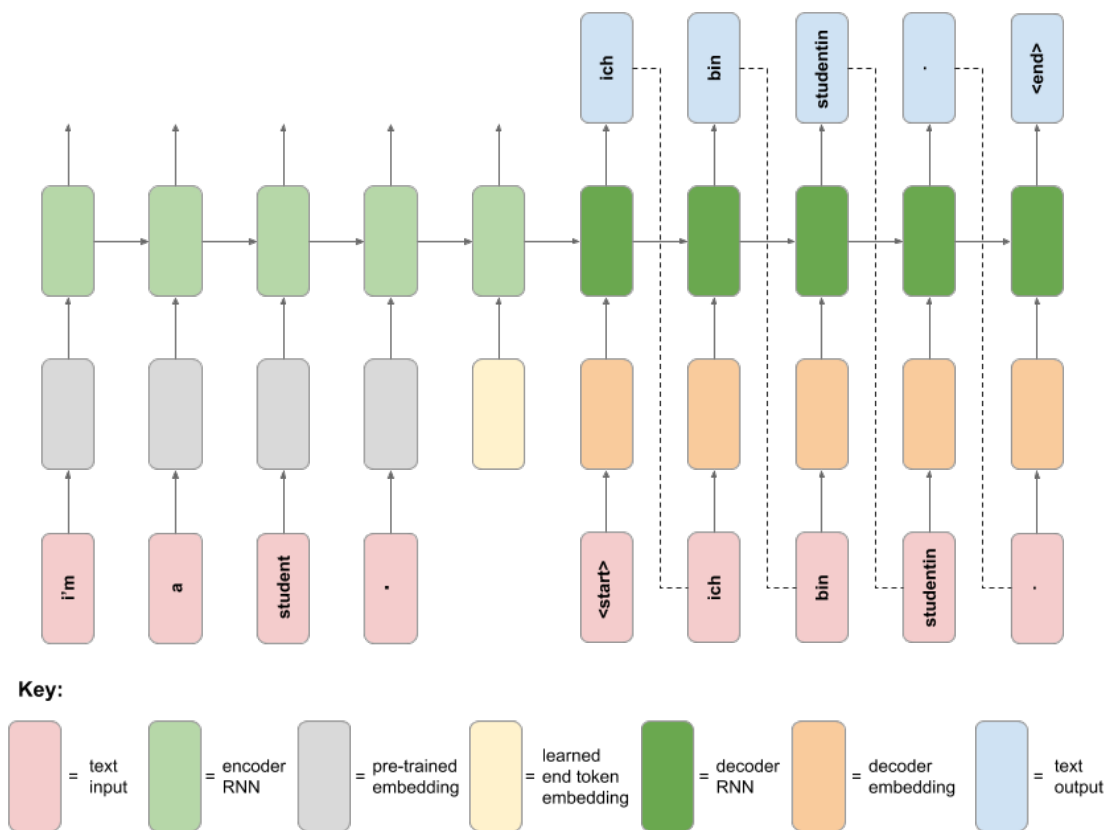 ich
bin
studentin
.
<end>
i'm
a
student
.
<start>
ich
bin
studentin
.
Key:
= text input
= encoder RNN
= pre-trained embedding
= learned end token embedding
= decoder RNN
= decoder embedding
= text output